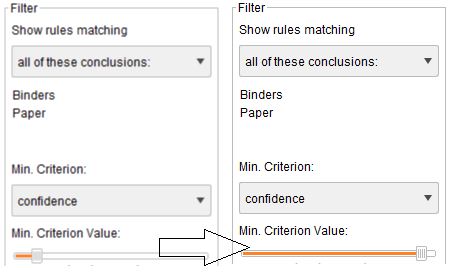 Filter
Show rules matching
all of these conclusions:
Binders
Paper
Min. Criterion:
confidence
Min. Criterion Value:
Filter
Show rules matching
all of these conclusions:
Binders
Paper
Min. Criterion:
confidence
Min. Criterion Value: